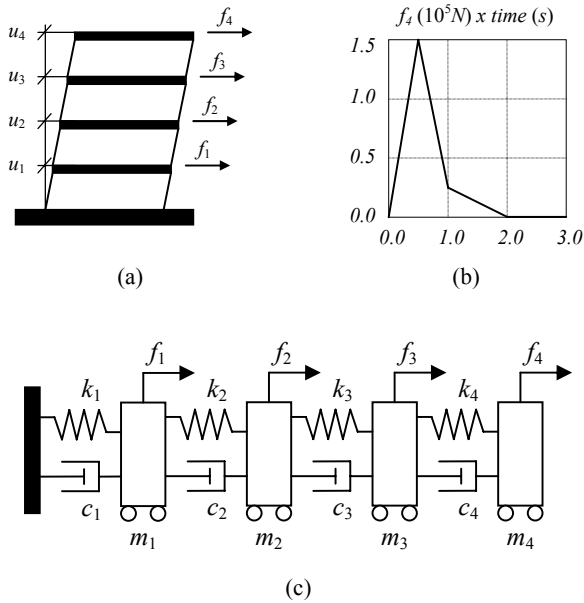 u4
u3
u2
u1
f4
f3
f2
f1
(a)
f4 (10⁵N) x time (s)
1.5
1.0
0.5
0.0
0.0 1.0 2.0 3.0
(b)
f1 f2 f3 f4
k1 k2 k3 k4
c1 c2 c3 c4
m1 m2 m3 m4
(c)